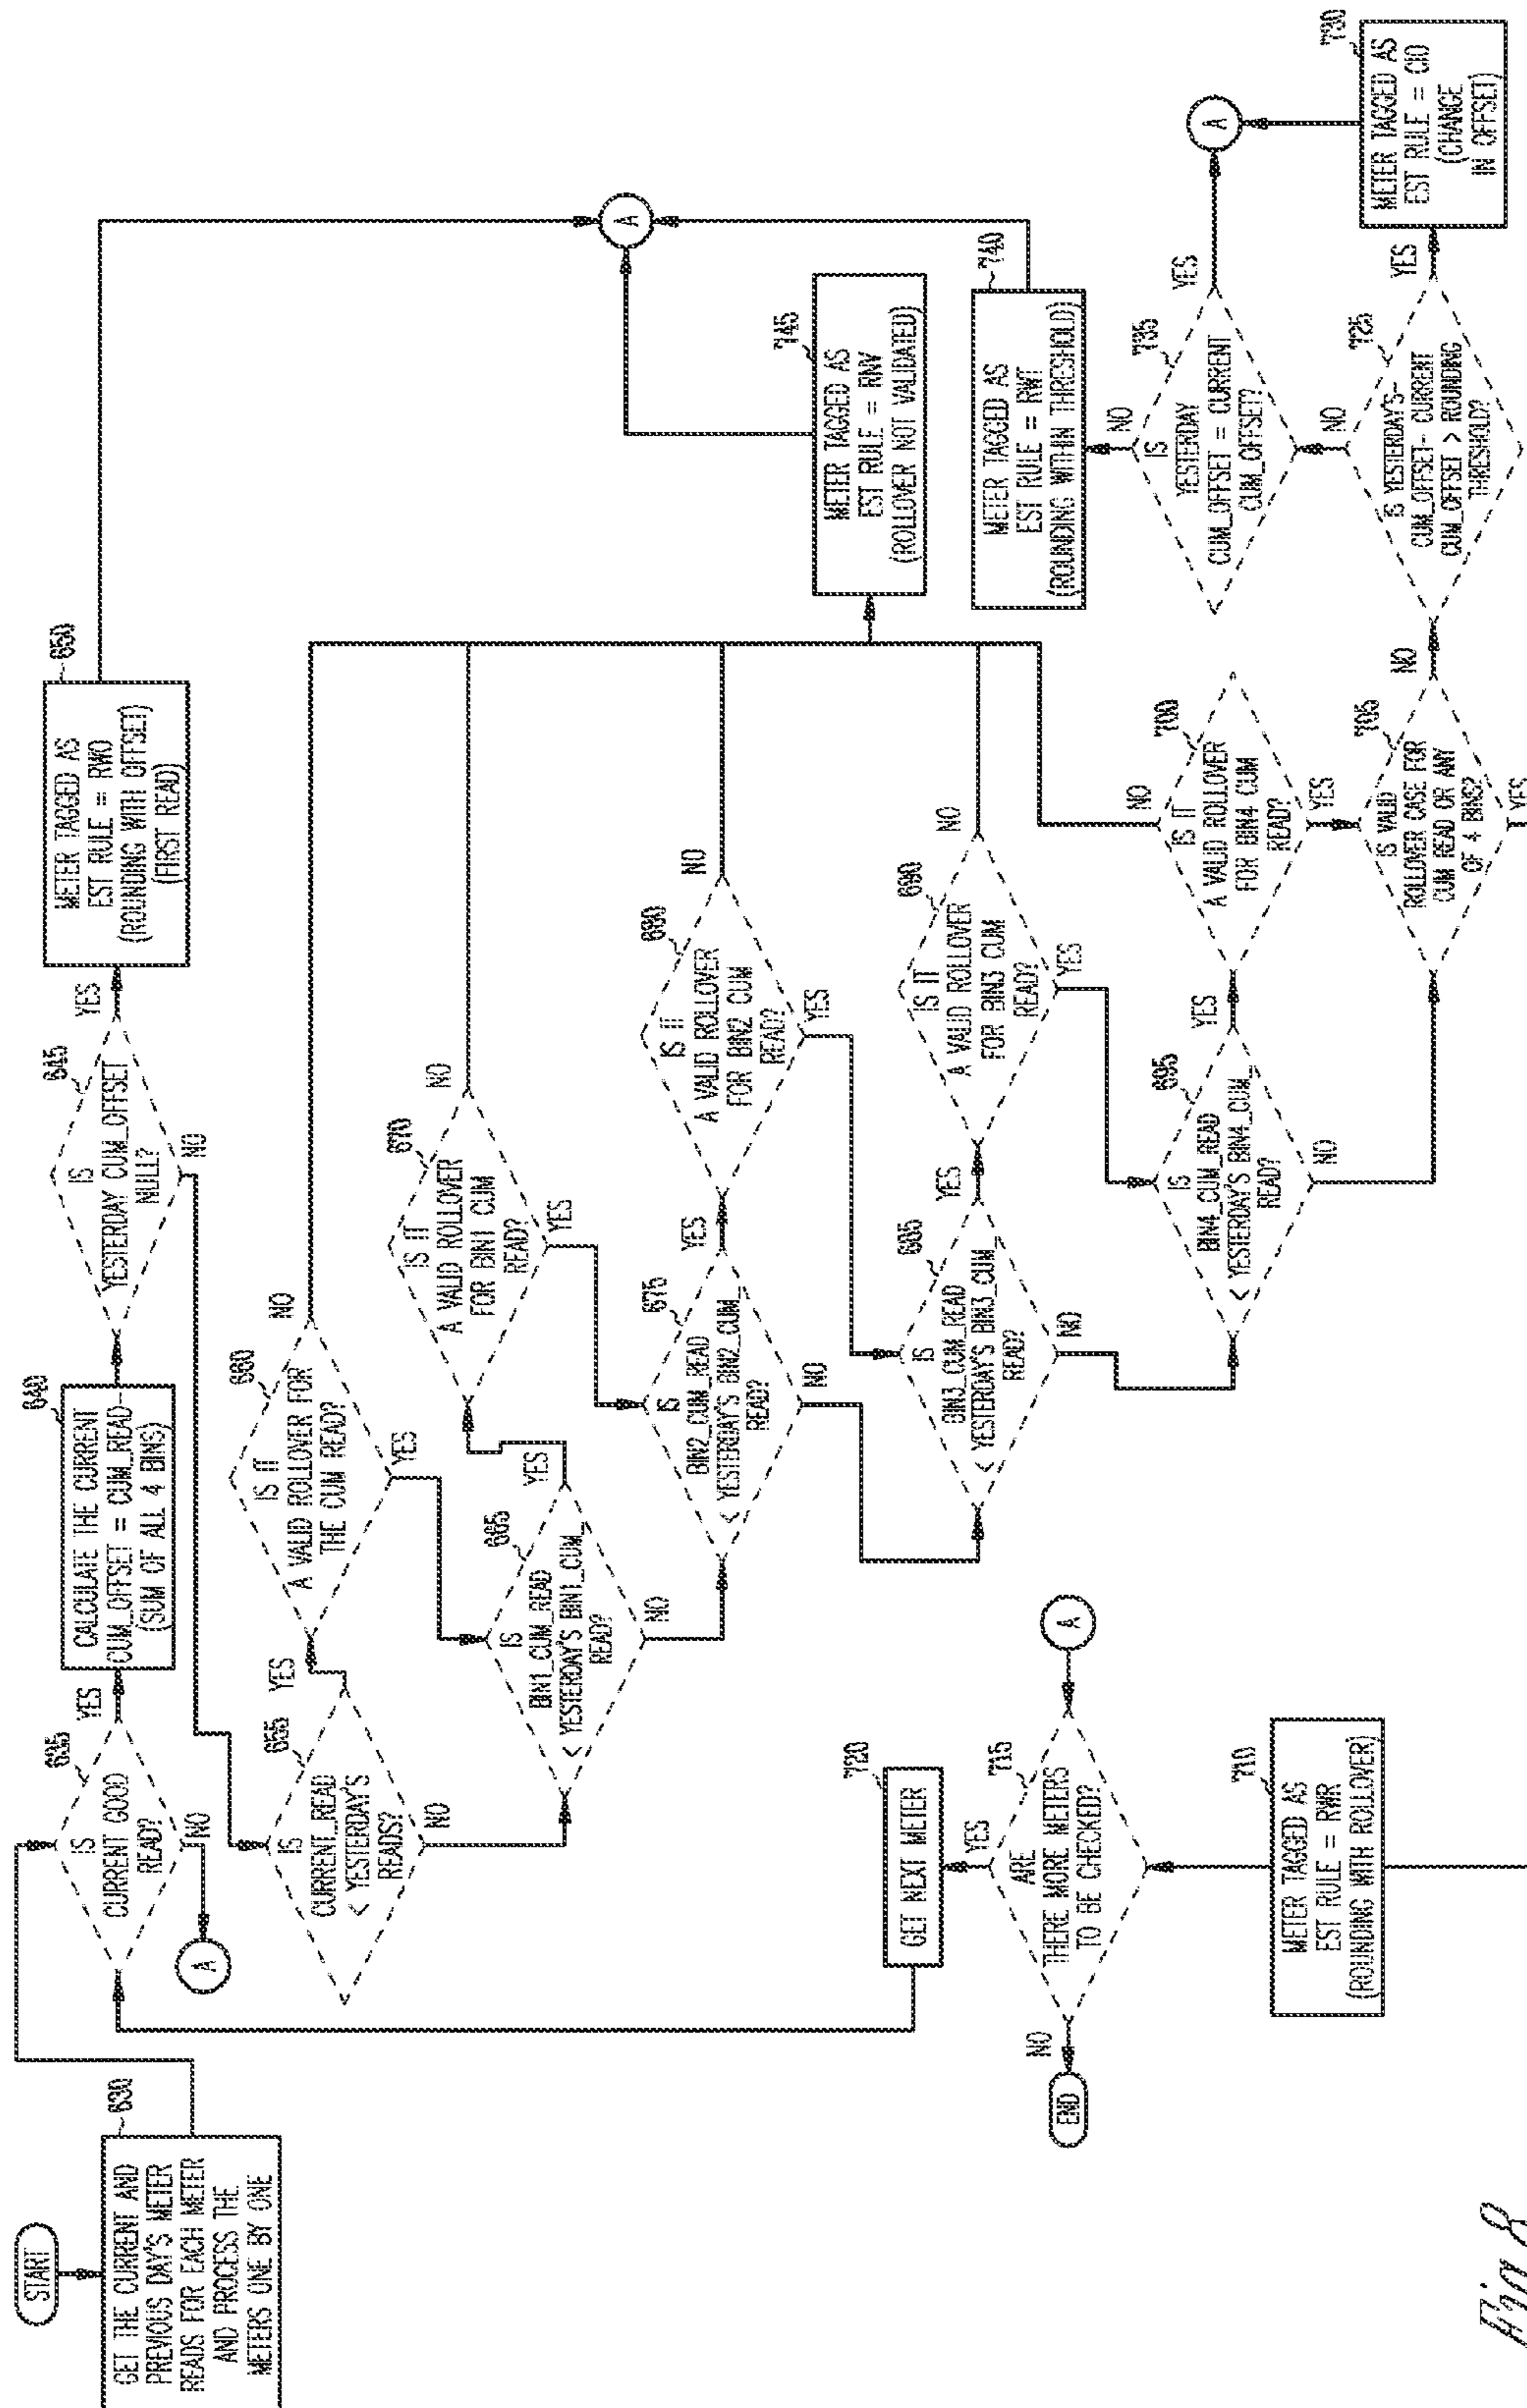 START
GET THE CURRENT AND
PREVIOUS DAY'S METER
READS FOR EACH METER
AND PROCESS THE
METERS ONE BY ONE
630
IS
CURRENT GOOD
READ?
635
YES
NO
A
CALCULATE THE CURRENT
CUM_OFFSET = CUM_READ-
(SUM OF ALL 4 BINS)
640
IS
YESTERDAY CUM_OFFSET
NULL?
645
YES
NO
METER TAGGED AS
EST RULE = RWO
(ROUNDING WITH OFFSET)
(FIRST READ)
650
IS
CURRENT_READ
< YESTERDAY'S
READS?
655
YES
NO
IS IT
A VALID ROLLOVER FOR
THE CUM READ?
660
NO
YES
IS
BIN1_CUM_READ
< YESTERDAY'S BIN1_CUM_
READ?
665
YES
NO
IS IT
A VALID ROLLOVER
FOR BIN1 CUM
READ?
670
NO
YES
IS
BIN2_CUM_READ
< YESTERDAY'S BIN2_CUM_
READ?
675
YES
NO
IS IT
A VALID ROLLOVER
FOR BIN2 CUM
READ?
680
NO
YES
IS
BIN3_CUM_READ
< YESTERDAY'S BIN3_CUM_
READ?
685
YES
NO
IS IT
A VALID ROLLOVER
FOR BIN3 CUM
READ?
690
NO
YES
IS
BIN4_CUM_READ
< YESTERDAY'S BIN4_CUM_
READ?
695
YES
NO
IS IT
A VALID ROLLOVER
FOR BIN4 CUM
READ?
700
NO
YES
IS VALID
ROLLOVER CASE FOR
CUM READ OR ANY
OF 4 BINS?
705
NO
YES
METER TAGGED AS
EST RULE = RWR
(ROUNDING WITH ROLLOVER)
710
ARE
THERE MORE METERS
TO BE CHECKED?
715
YES
NO
A
END
GET NEXT METER
720
IS YESTERDAY'S-
CUM_OFFSET- CURRENT
CUM_OFFSET > ROUNDING
THRESHOLD?
725
YES
NO
METER TAGGED AS
EST RULE = CIO
(CHANGE
IN OFFSET)
730
IS
YESTERDAY
CUM_OFFSET = CURRENT
CUM_OFFSET?
735
YES
NO
A
METER TAGGED AS
EST RULE = RWT
(ROUNDING WITHIN THRESHOLD)
740
METER TAGGED AS
EST RULE = RNV
(ROLLOVER NOT VALIDATED)
745
A
Fig.8